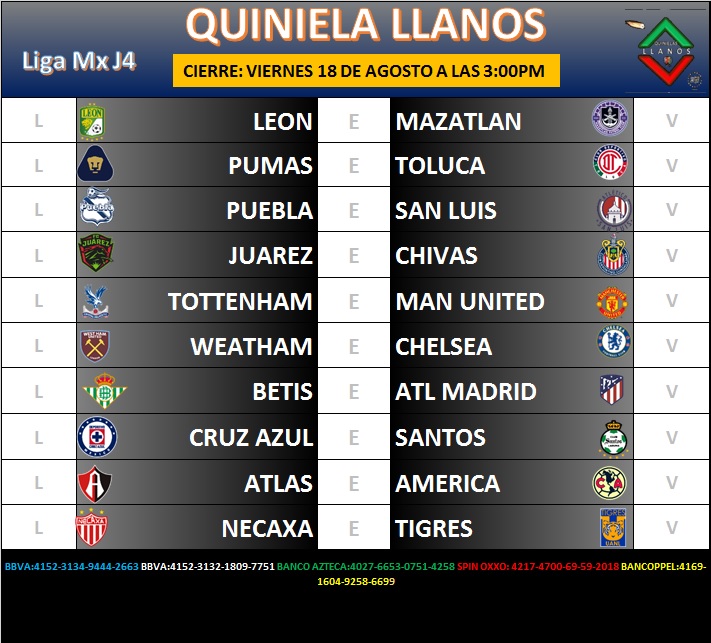 QUINIELA LLANOS
Liga Mx J4
CIERRE: VIERNES 18 DE AGOSTO A LAS 3:00PM
QUINIELAS
LLANOS
L LEON E MAZATLAN V
L PUMAS E TOLUCA V
L PUEBLA E SAN LUIS V
L JUAREZ E CHIVAS V
L TOTTENHAM E MAN UNITED V
L WEATHAM E CHELSEA V
L BETIS E ATL MADRID V
L CRUZ AZUL E SANTOS V
L ATLAS E AMERICA V
L NECAXA E TIGRES V
BBVA:4152-3134-9444-2663 BBVA:4152-3132-1809-7751 BANCO AZTECA:4027-6653-0751-4258 SPIN OXXO: 4217-4700-69-59-2018 BANCOPPEL:4169-
1604-9258-6699